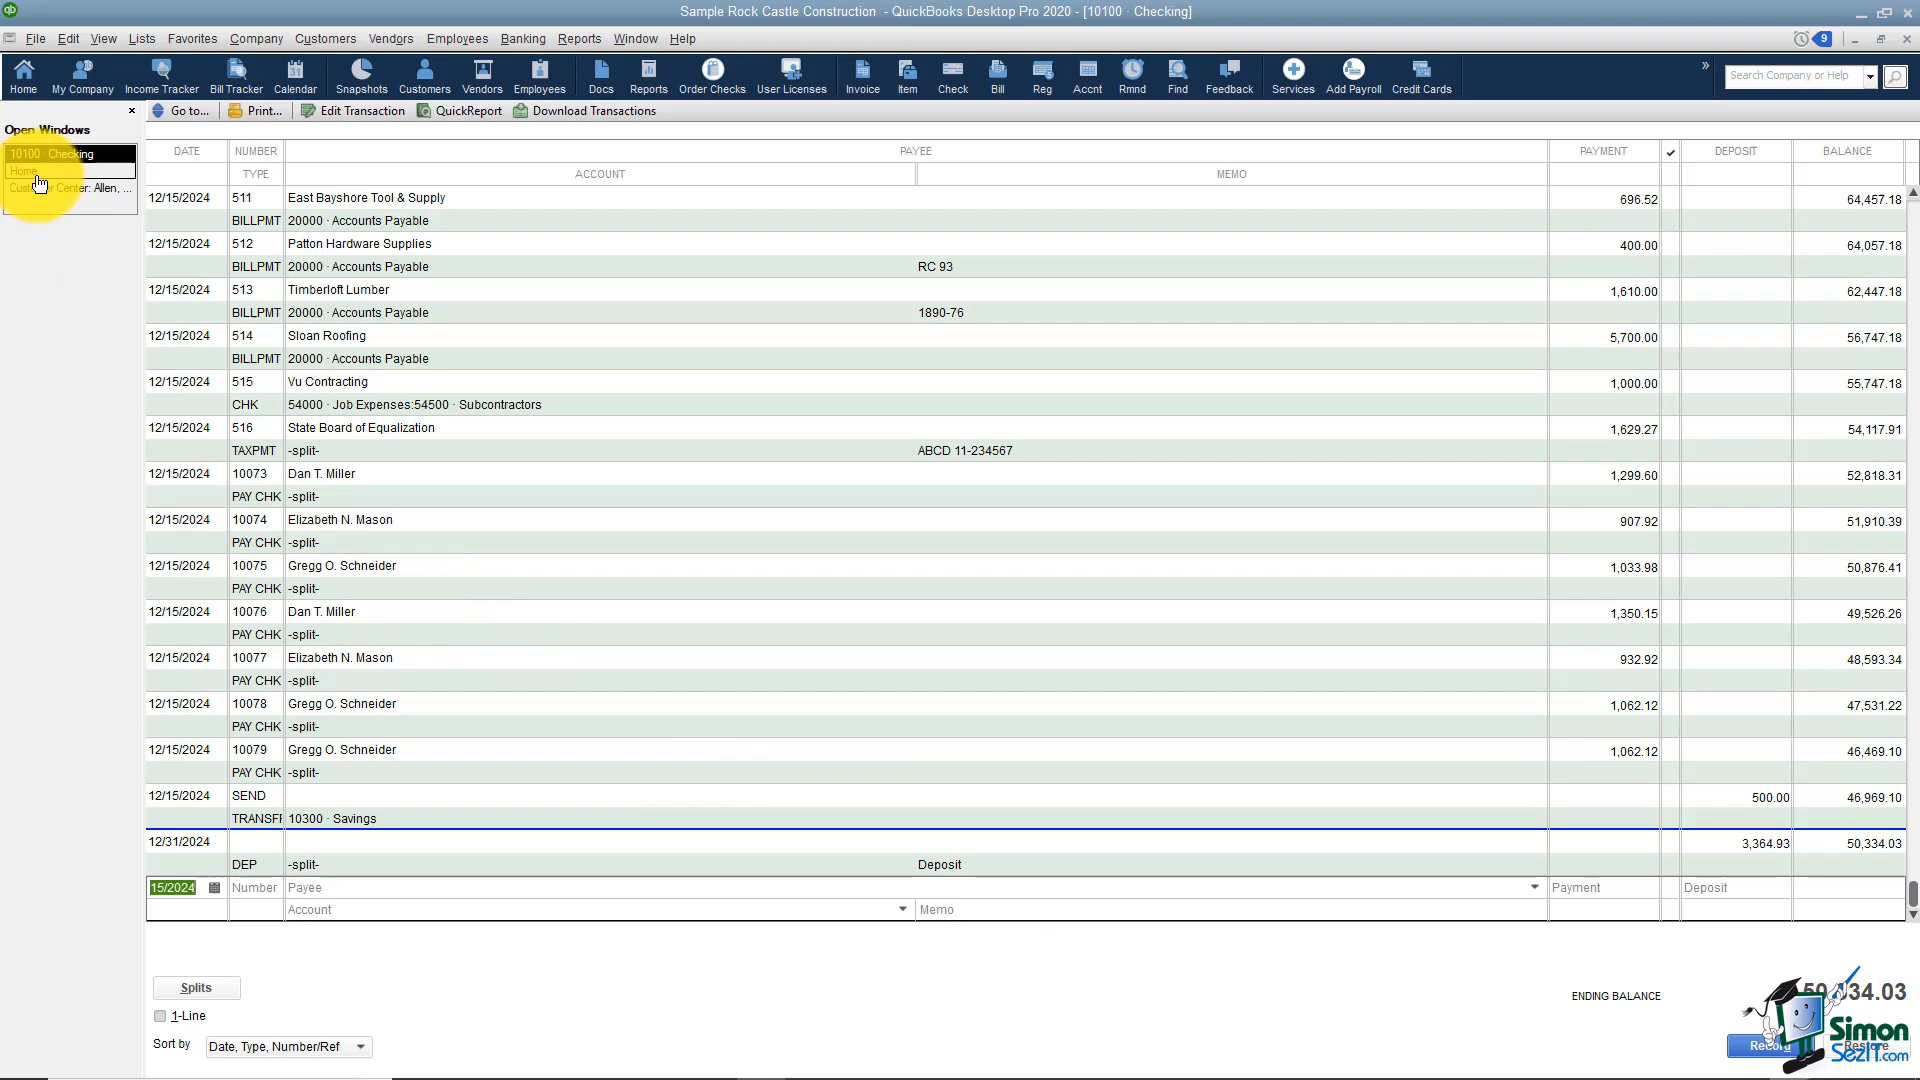 qb Sample Rock Castle Construction - QuickBooks Desktop Pro 2020 - [10100 · Checking]
File Edit View Lists Favorites Company Customers Vendors Employees Banking Reports Window Help 9
Home My Company Income Tracker Bill Tracker Calendar Snapshots Customers Vendors Employees Docs Reports Order Checks User Licenses Invoice Item Check Bill Reg Accnt Rmnd Find Feedback » Services Add Payroll Credit Cards Search Company or Help
Go to... Print... Edit Transaction QuickReport Download Transactions
Open Windows
10100 · Checking
Home
Center: Allen, ...
DATE NUMBER PAYEE PAYMENT ✓ DEPOSIT BALANCE
TYPE ACCOUNT MEMO
12/15/2024 511 East Bayshore Tool & Supply 696.52 64,457.18
BILLPMT 20000 · Accounts Payable
12/15/2024 512 Patton Hardware Supplies 400.00 64,057.18
BILLPMT 20000 · Accounts Payable RC 93
12/15/2024 513 Timberloft Lumber 1,610.00 62,447.18
BILLPMT 20000 · Accounts Payable 1890-76
12/15/2024 514 Sloan Roofing 5,700.00 56,747.18
BILLPMT 20000 · Accounts Payable
12/15/2024 515 Vu Contracting 1,000.00 55,747.18
CHK 54000 · Job Expenses:54500 · Subcontractors
12/15/2024 516 State Board of Equalization 1,629.27 54,117.91
TAXPMT -split- ABCD 11-234567
12/15/2024 10073 Dan T. Miller 1,299.60 52,818.31
PAY CHK -split-
12/15/2024 10074 Elizabeth N. Mason 907.92 51,910.39
PAY CHK -split-
12/15/2024 10075 Gregg O. Schneider 1,033.98 50,876.41
PAY CHK -split-
12/15/2024 10076 Dan T. Miller 1,350.15 49,526.26
PAY CHK -split-
12/15/2024 10077 Elizabeth N. Mason 932.92 48,593.34
PAY CHK -split-
12/15/2024 10078 Gregg O. Schneider 1,062.12 47,531.22
PAY CHK -split-
12/15/2024 10079 Gregg O. Schneider 1,062.12 46,469.10
PAY CHK -split-
12/15/2024 SEND 500.00 46,969.10
TRANSFR 10300 · Savings
12/31/2024 3,364.93 50,334.03
DEP -split- Deposit
15/2024 Number Payee Payment Deposit
Account Memo
Splits
ENDING BALANCE 50,334.03
1-Line
Sort by Date, Type, Number/Ref
Record Restore
Simon
SezIT.com